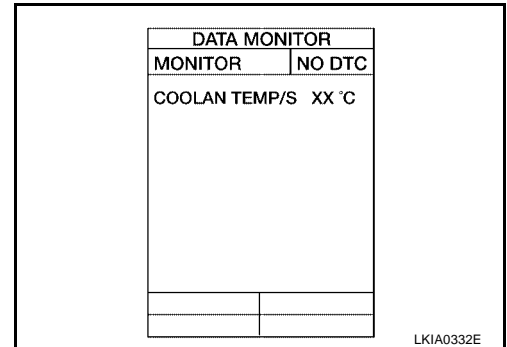 DATA MONITOR
MONITOR NO DTC
COOLAN TEMP/S XX °C
LKIA0332E